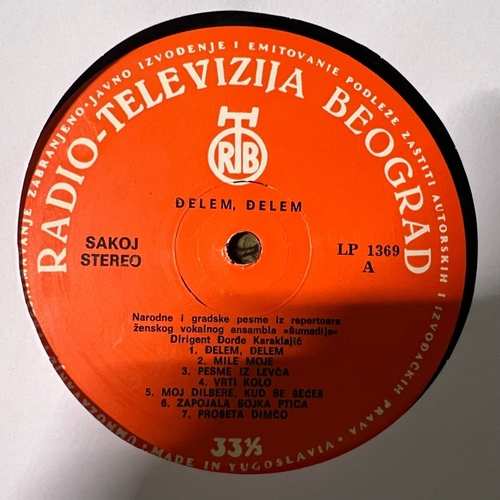 RADIO-TELEVIZIJA BEOGRAD
JAVNO IZVOĐENJE I EMITOVANJE PODLEŽE ZAŠTITI AUTORSKIH I IZVOĐAČKIH PRAVA
ZABRANJENO
RTB
ĐELEM, ĐELEM
SAKOJ
STEREO
LP 1369
A
Narodne i gradske pesme iz repertoara
ženskog vokalnog ansambla »Šumadija«
Dirigent Đorđe Karaklajić
1. ĐELEM, ĐELEM
2. MILE MOJE
3. PESME IZ LEVČA
4. VRTI KOLO
5. MOJ DILBERE, KUD SE ŠEĆEŠ
6. ZAPOJALA SOJKA PTICA
7. PROŠETA DIMČO
33⅓
MADE IN YUGOSLAVIA